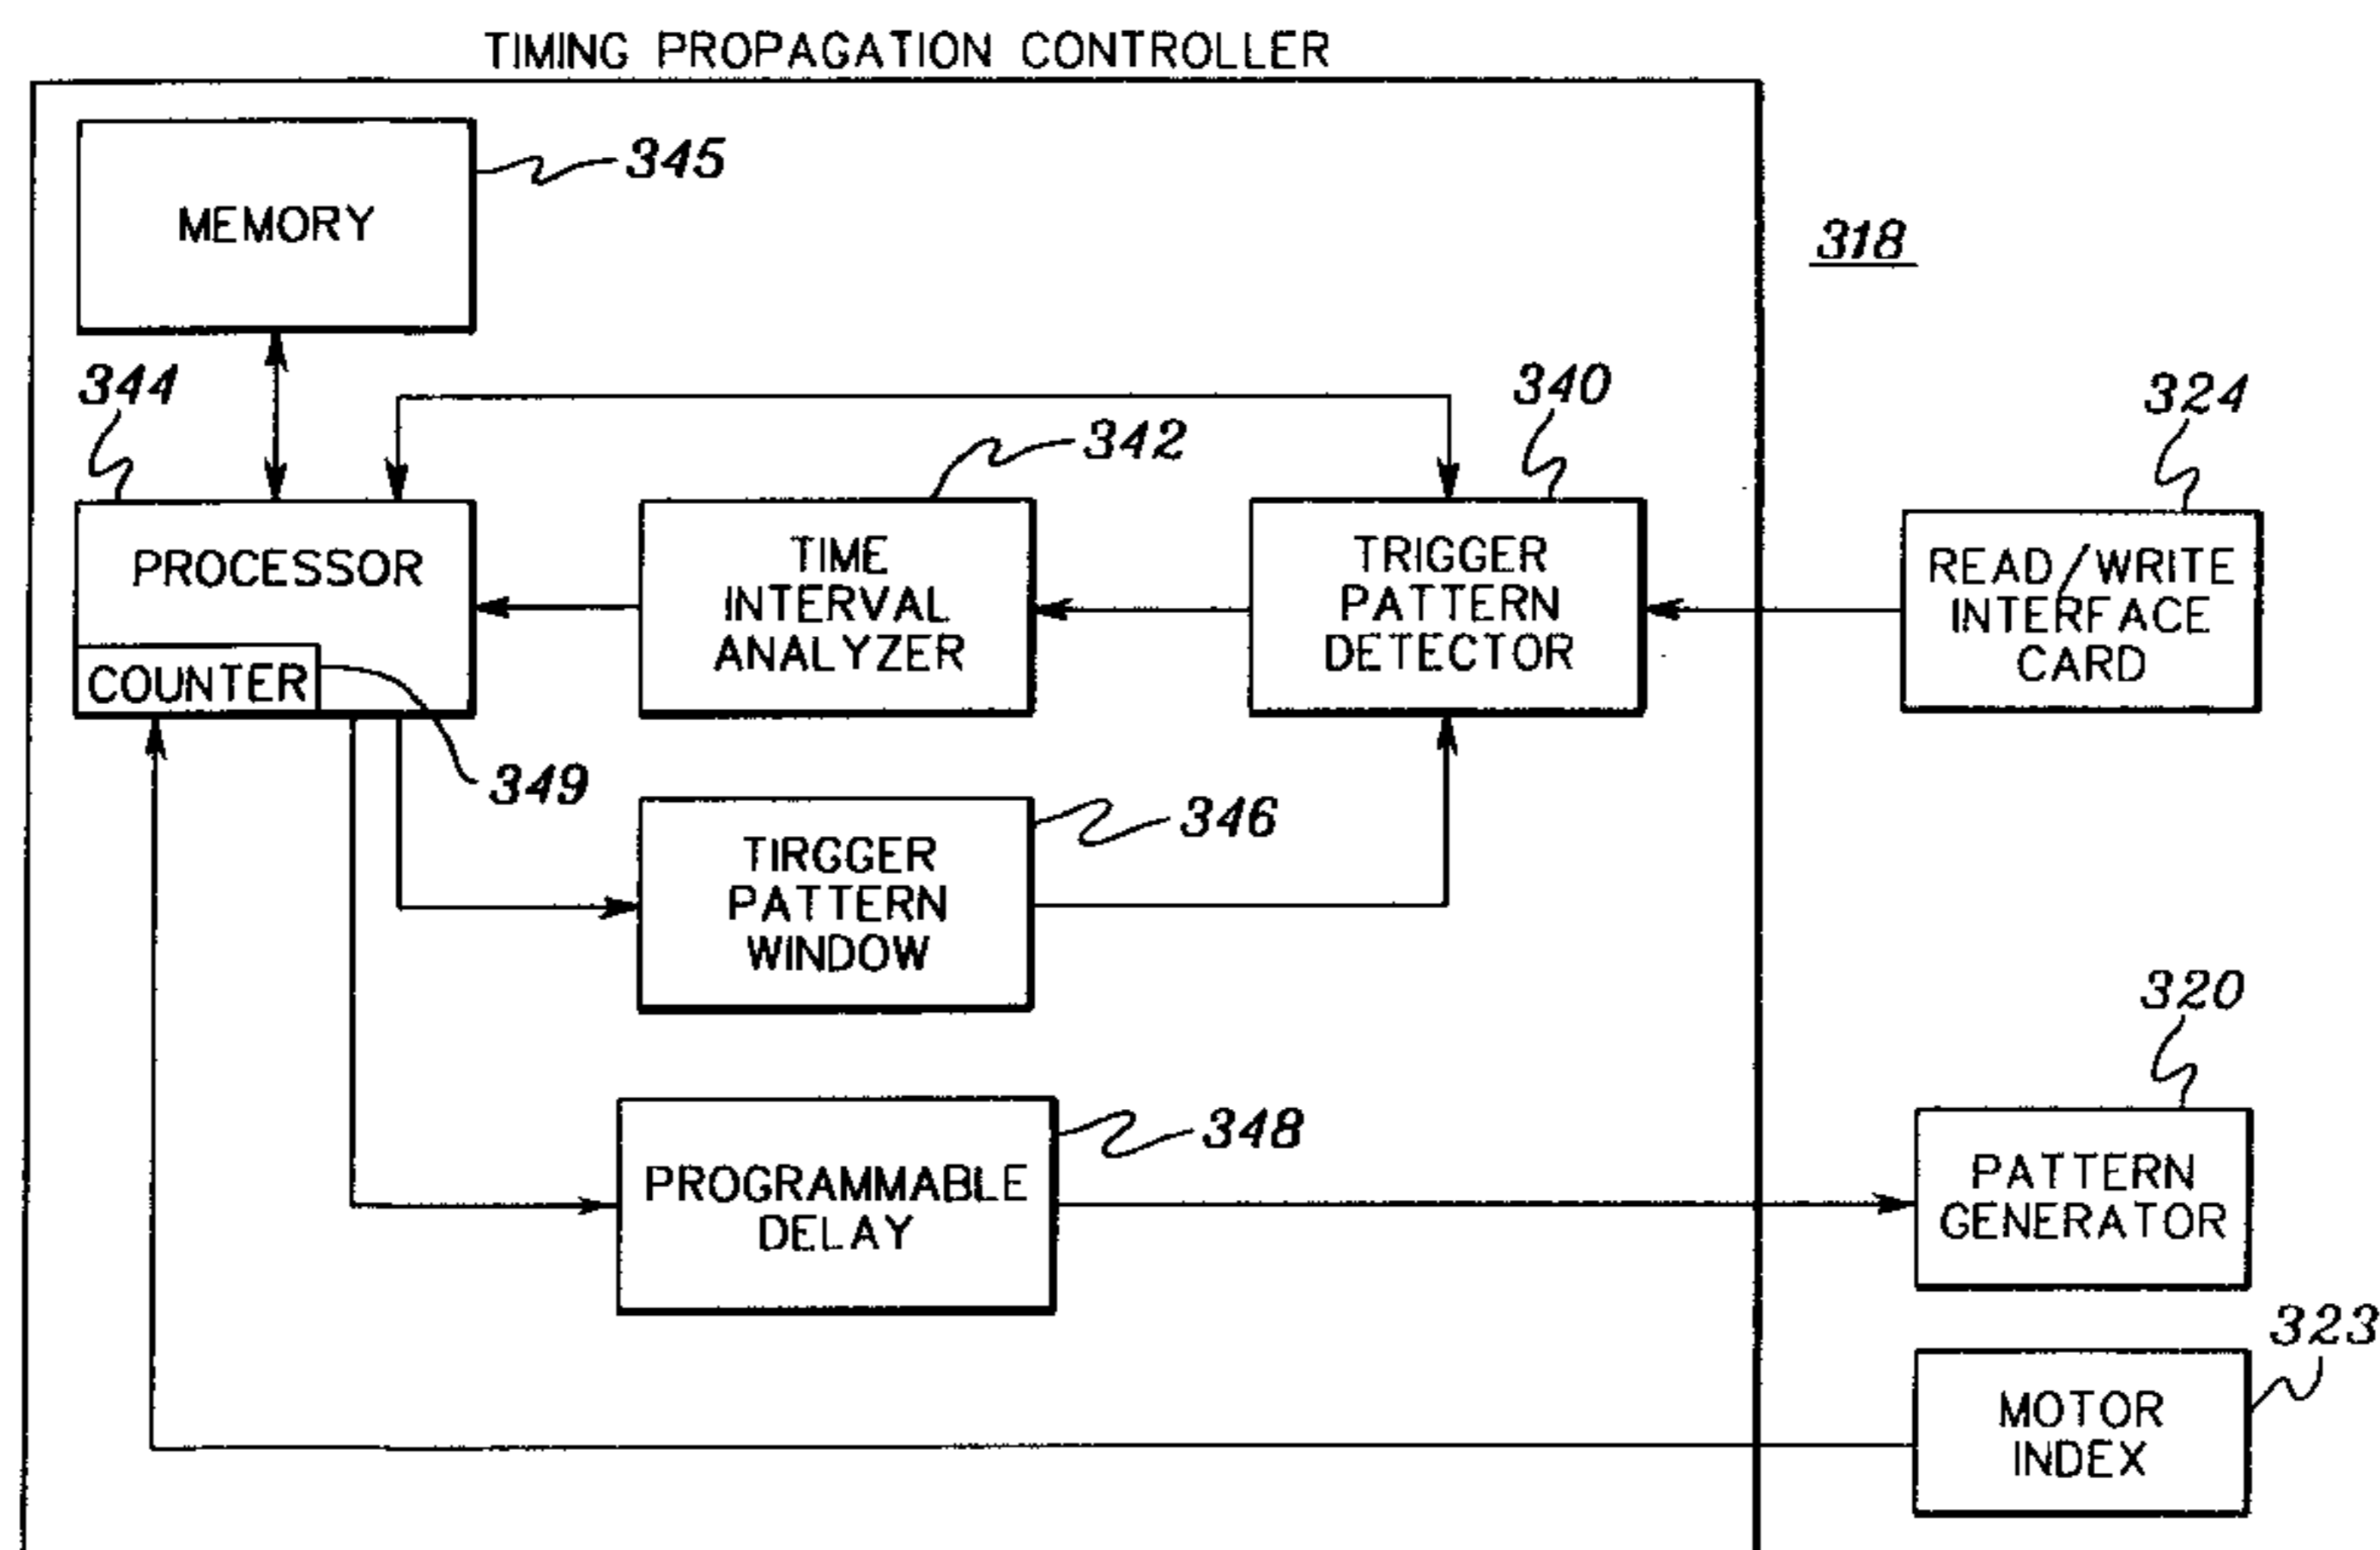 TIMING PROPAGATION CONTROLLER
345
MEMORY
318
344
340
324
342
PROCESSOR
TIME
INTERVAL
ANALYZER
TRIGGER
PATTERN
DETECTOR
READ/WRITE
INTERFACE
CARD
COUNTER
349
346
TIRGGER
PATTERN
WINDOW
320
348
PROGRAMMABLE
DELAY
PATTERN
GENERATOR
323
MOTOR
INDEX